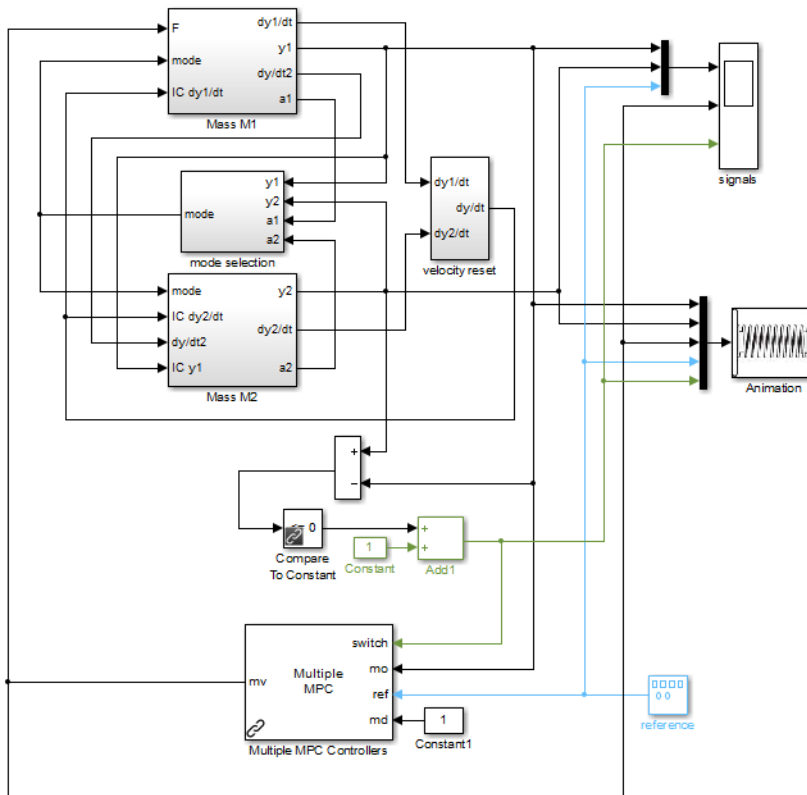 F
mode
IC dy1/dt
dy1/dt
y1
dy/dt2
a1
Mass M1
signals
mode
y1
y2
a1
a2
mode selection
dy1/dt
dy/dt
dy2/dt
velocity reset
mode
IC dy2/dt
dy/dt2
IC y1
y2
dy2/dt
a2
Mass M2
Animation
+
−
<= 0
Compare
To Constant
1
Constant
+
+
Add1
mv
Multiple
MPC
switch
mo
ref
md
Multiple MPC Controllers
1
Constant1
reference